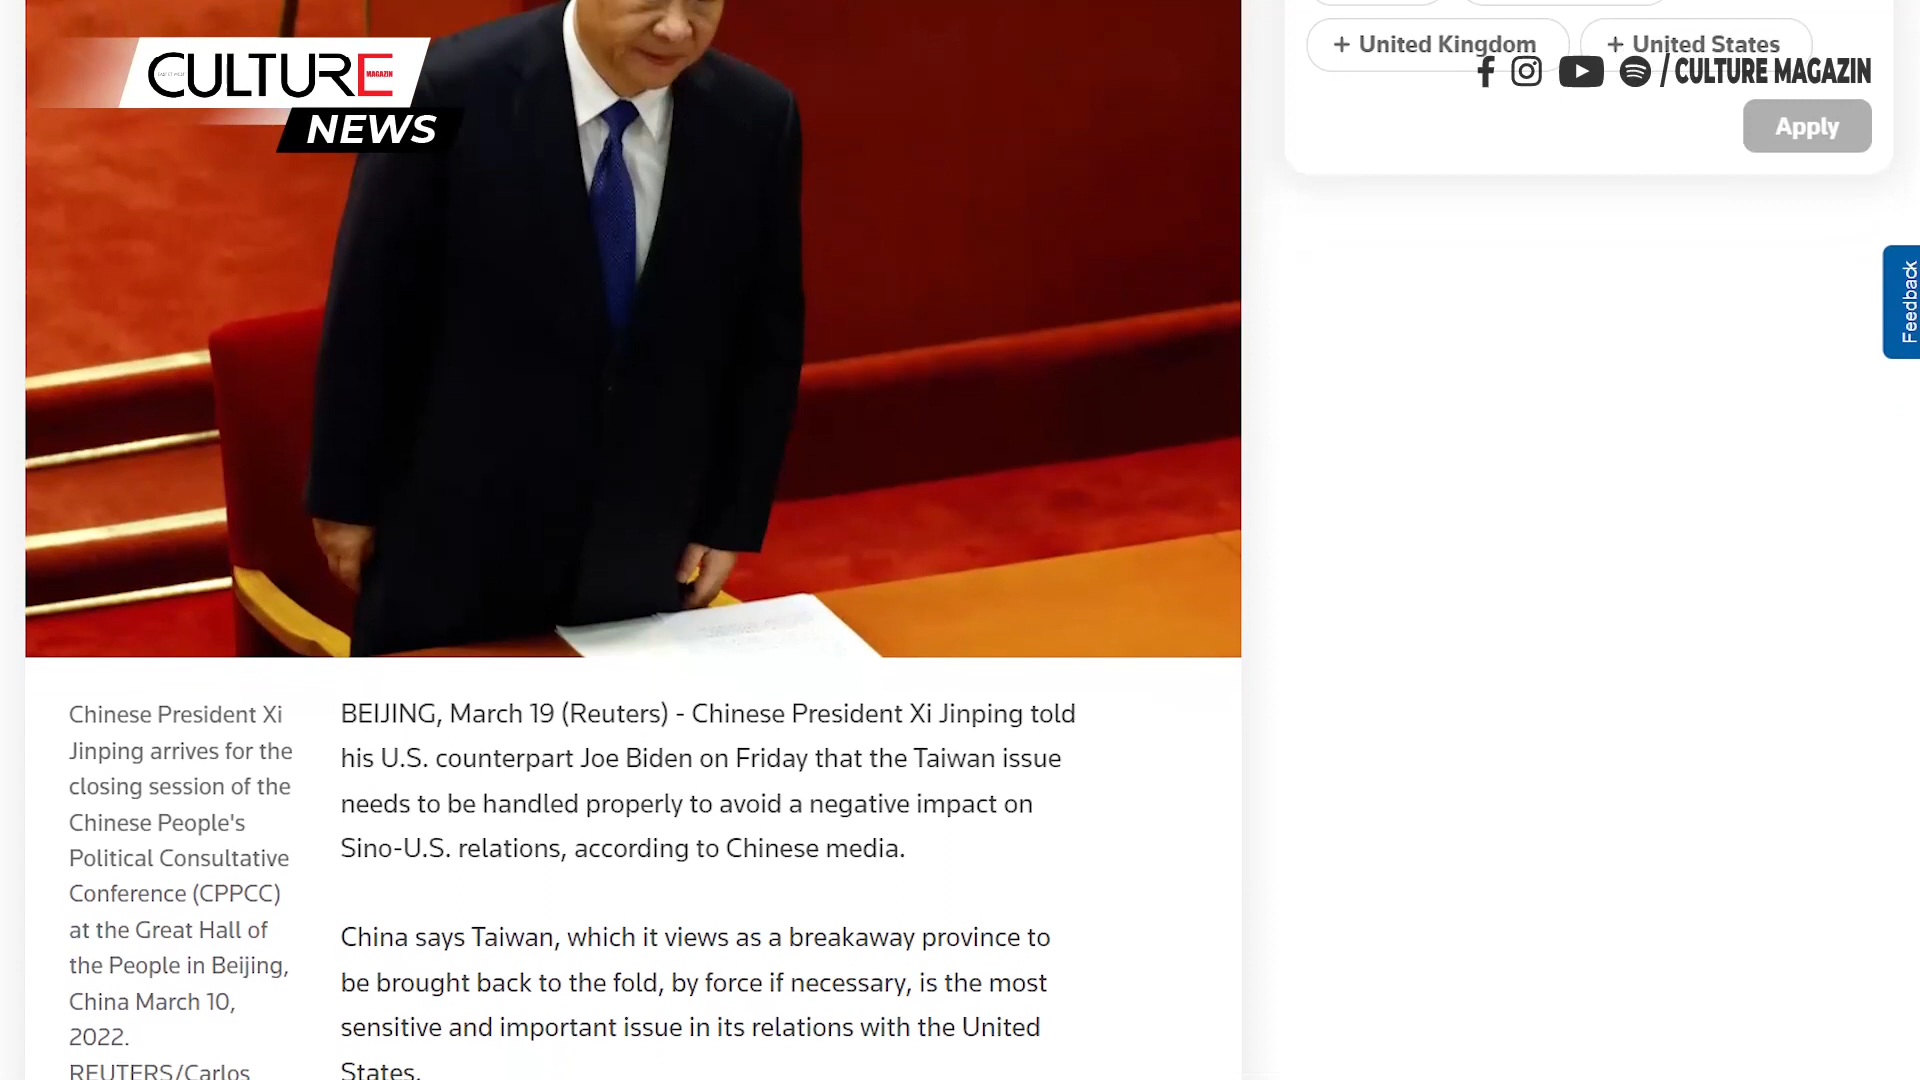 CULTURE
MAGAZIN
NEWS
+ United Kingdom
+ United States
/ CULTURE MAGAZIN
Apply
Feedback
Chinese President Xi
Jinping arrives for the
closing session of the
Chinese People's
Political Consultative
Conference (CPPCC)
at the Great Hall of
the People in Beijing,
China March 10,
2022.
REUTERS/Carlos
BEIJING, March 19 (Reuters) - Chinese President Xi Jinping told
his U.S. counterpart Joe Biden on Friday that the Taiwan issue
needs to be handled properly to avoid a negative impact on
Sino-U.S. relations, according to Chinese media.
China says Taiwan, which it views as a breakaway province to
be brought back to the fold, by force if necessary, is the most
sensitive and important issue in its relations with the United
States.